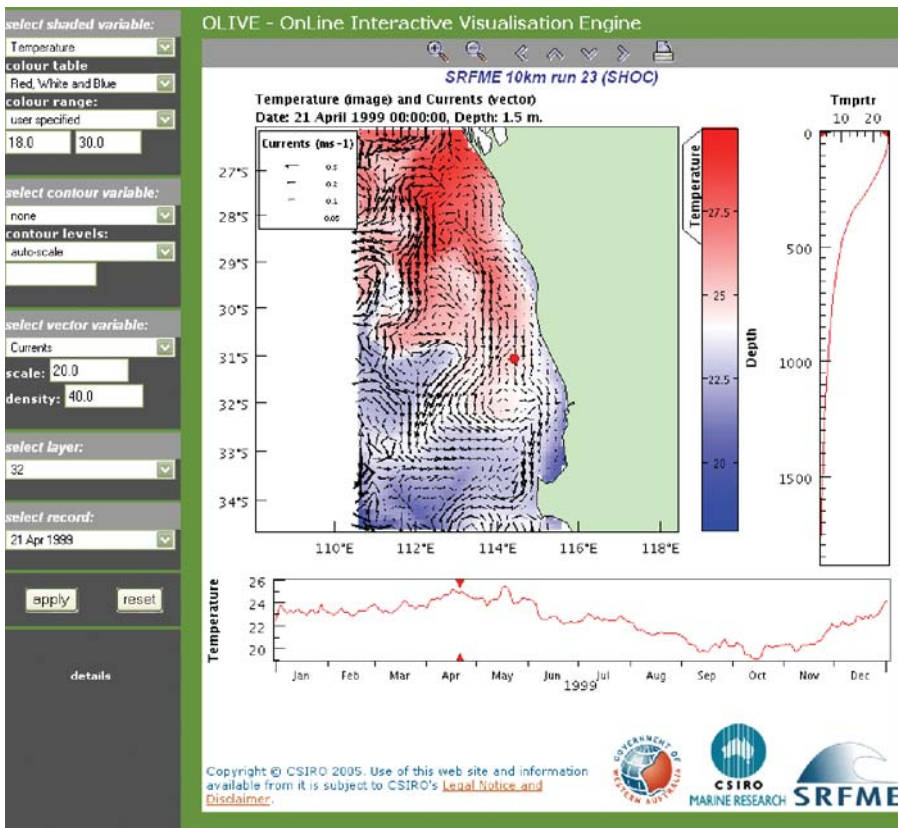 select shaded variable:
Temperature
colour table
Red, White and Blue
colour range:
user specified
18.0 30.0
select contour variable:
none
contour levels:
auto-scale
select vector variable:
Currents
scale: 20.0
density: 40.0
select layer:
32
select record:
21 Apr 1999
apply reset
details
OLIVE - OnLine Interactive Visualisation Engine
SRFME 10km run 23 (SHOC)
Temperature (image) and Currents (vector)
Date: 21 April 1999 00:00:00, Depth: 1.5 m.
Currents (ms-1)
0.5
0.2
0.1
0.05
27°S
28°S
29°S
30°S
31°S
32°S
33°S
34°S
110°E 112°E 114°E 116°E 118°E
Temperature
27.5
25
22.5
20
Tmprtr
10 20
Depth
0
500
1000
1500
Temperature
26
24
22
20
Jan Feb Mar Apr May Jun Jul Aug Sep Oct Nov Dec
1999
Copyright © CSIRO 2005. Use of this web site and information
available from it is subject to CSIRO's Legal Notice and
Disclaimer.
GOVERNMENT OF
WESTERN AUSTRALIA
CSIRO
MARINE RESEARCH
SRFME